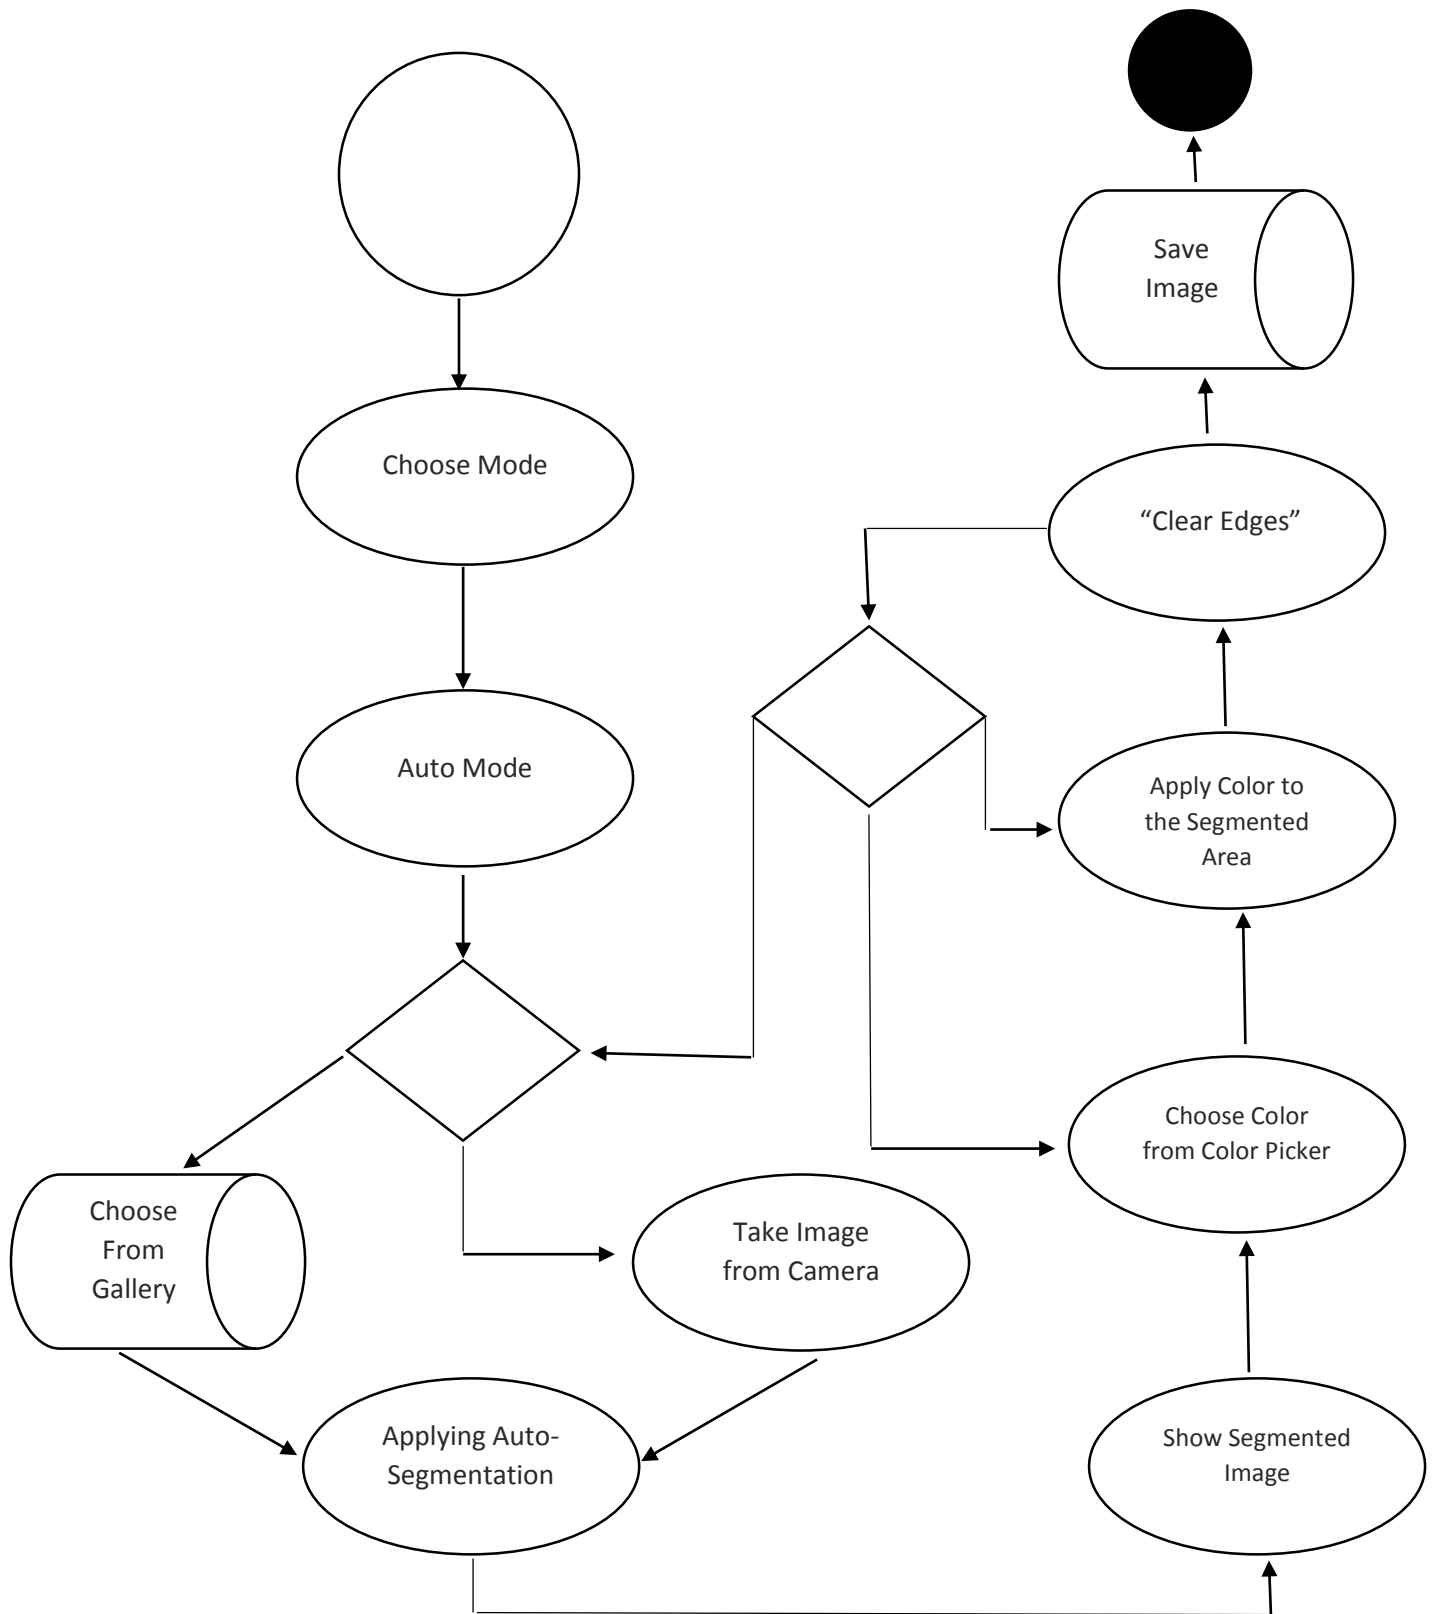 Save
Image
Choose Mode
“Clear Edges”
Auto Mode
Apply Color to
the Segmented
Area
Choose Color
from Color Picker
Choose
From
Gallery
Take Image
from Camera
Applying Auto-
Segmentation
Show Segmented
Image